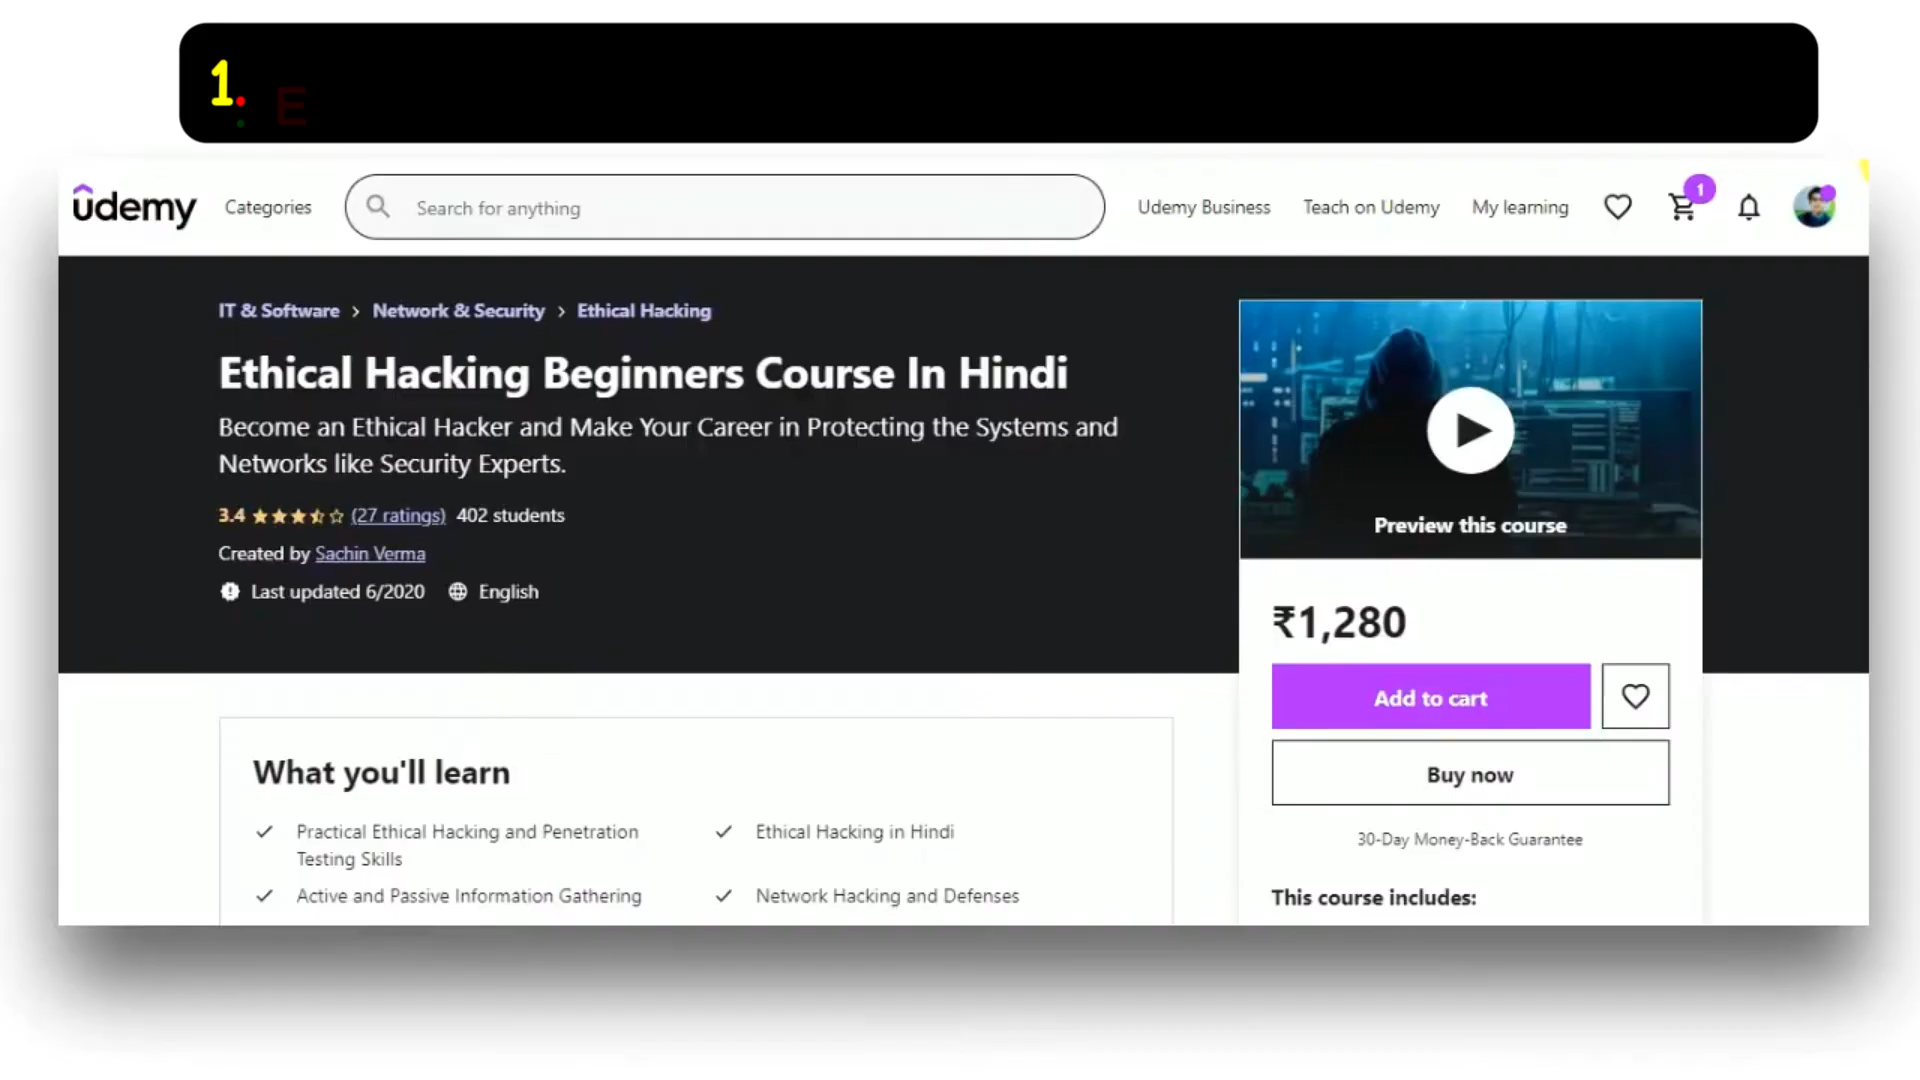 1.
E
udemy Categories Search for anything Udemy Business Teach on Udemy My learning 1
IT & Software > Network & Security > Ethical Hacking
Ethical Hacking Beginners Course In Hindi
Become an Ethical Hacker and Make Your Career in Protecting the Systems and
Networks like Security Experts.
3.4 (27 ratings) 402 students
Created by Sachin Verma
Last updated 6/2020 English
Preview this course
₹1,280
Add to cart
Buy now
30-Day Money-Back Guarantee
This course includes:
What you'll learn
Practical Ethical Hacking and Penetration
Testing Skills
Ethical Hacking in Hindi
Active and Passive Information Gathering
Network Hacking and Defenses